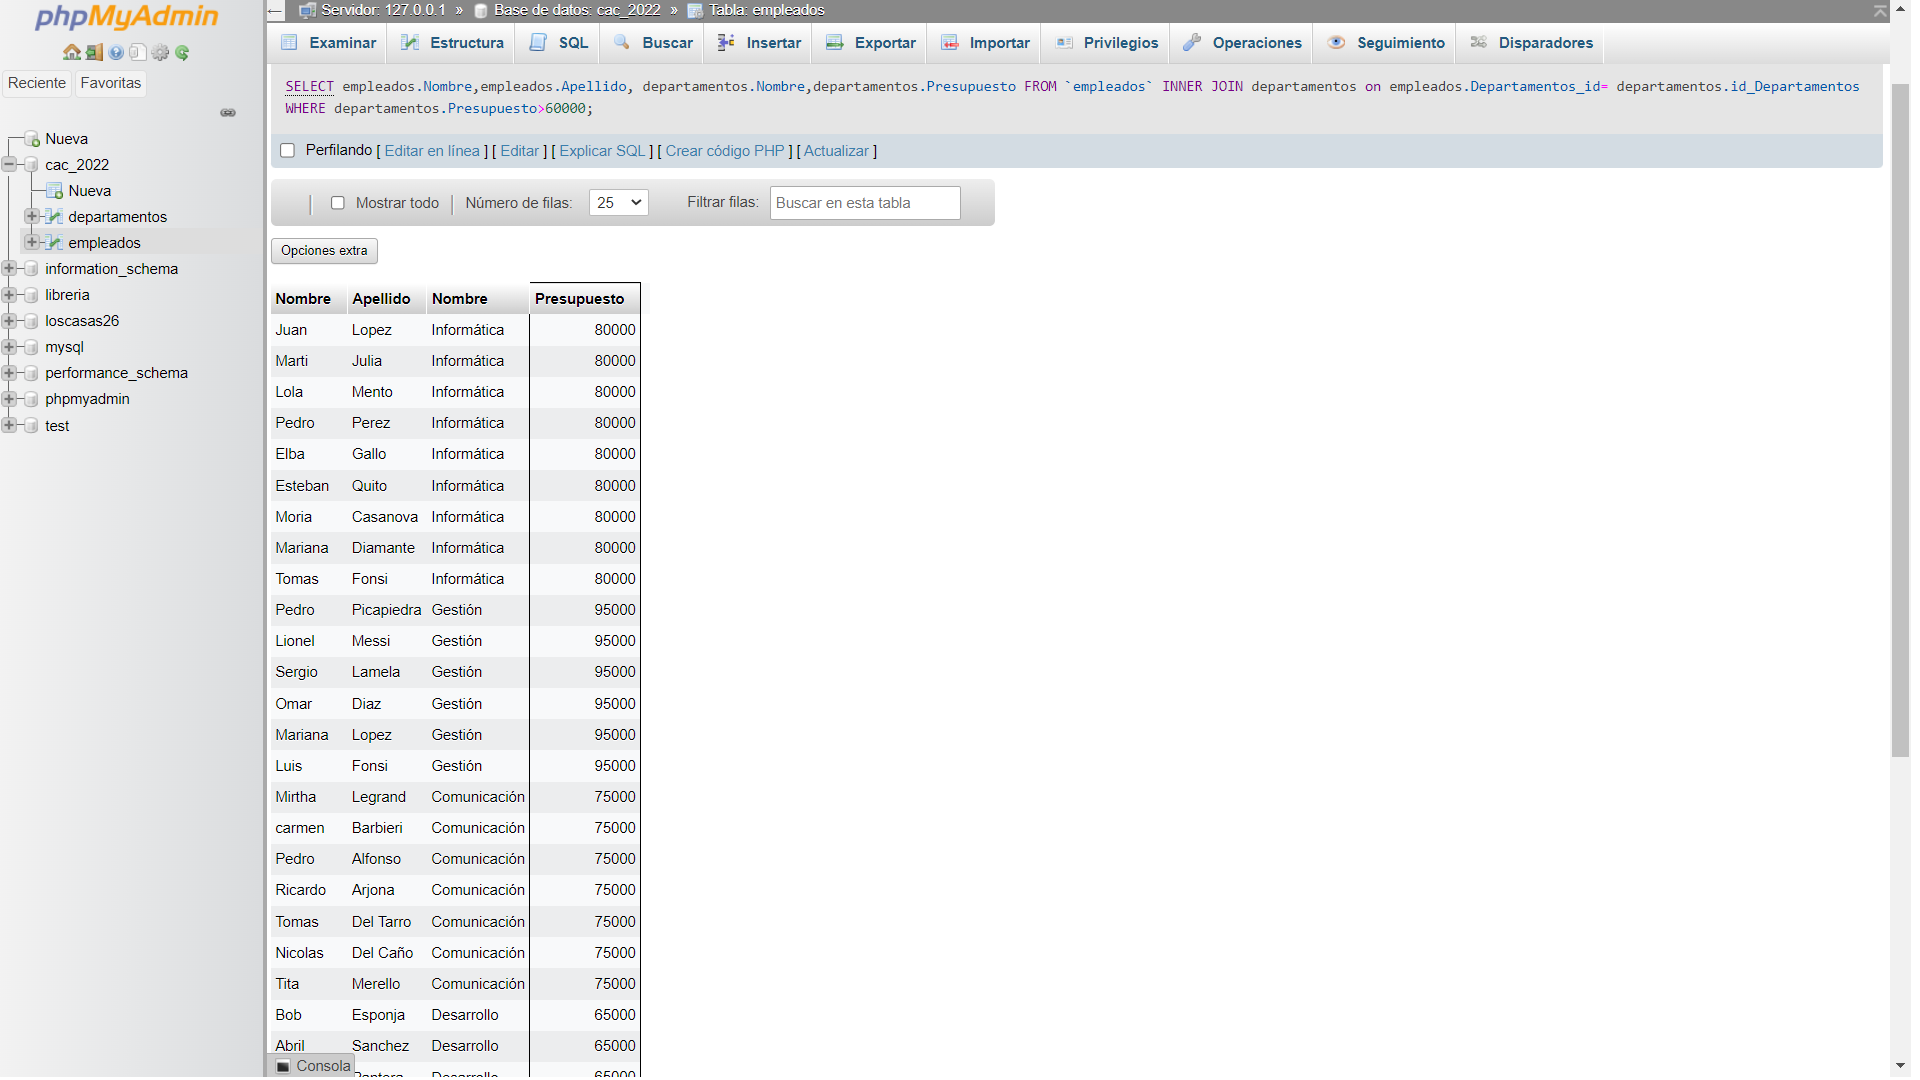 phpMyAdmin
Reciente Favoritas
Nueva
cac_2022
Nueva
departamentos
empleados
information_schema
libreria
loscasas26
mysql
performance_schema
phpmyadmin
test
← Servidor: 127.0.0.1 » Base de datos: cac_2022 » Tabla: empleados
Examinar Estructura SQL Buscar Insertar Exportar Importar Privilegios Operaciones Seguimiento Disparadores
SELECT empleados.Nombre,empleados.Apellido, departamentos.Nombre,departamentos.Presupuesto FROM `empleados` INNER JOIN departamentos on empleados.Departamentos_id= departamentos.id_Departamentos
WHERE departamentos.Presupuesto>60000;
Perfilando [ Editar en línea ] [ Editar ] [ Explicar SQL ] [ Crear código PHP ] [ Actualizar ]
| Mostrar todo | Número de filas: 25 Filtrar filas: Buscar en esta tabla
Opciones extra
Nombre Apellido Nombre Presupuesto
Juan Lopez Informática 80000
Marti Julia Informática 80000
Lola Mento Informática 80000
Pedro Perez Informática 80000
Elba Gallo Informática 80000
Esteban Quito Informática 80000
Moria Casanova Informática 80000
Mariana Diamante Informática 80000
Tomas Fonsi Informática 80000
Pedro Picapiedra Gestión 95000
Lionel Messi Gestión 95000
Sergio Lamela Gestión 95000
Omar Diaz Gestión 95000
Mariana Lopez Gestión 95000
Luis Fonsi Gestión 95000
Mirtha Legrand Comunicación 75000
carmen Barbieri Comunicación 75000
Pedro Alfonso Comunicación 75000
Ricardo Arjona Comunicación 75000
Tomas Del Tarro Comunicación 75000
Nicolas Del Caño Comunicación 75000
Tita Merello Comunicación 75000
Bob Esponja Desarrollo 65000
Abril Sanchez Desarrollo 65000
Desarrollo 65000
Consola